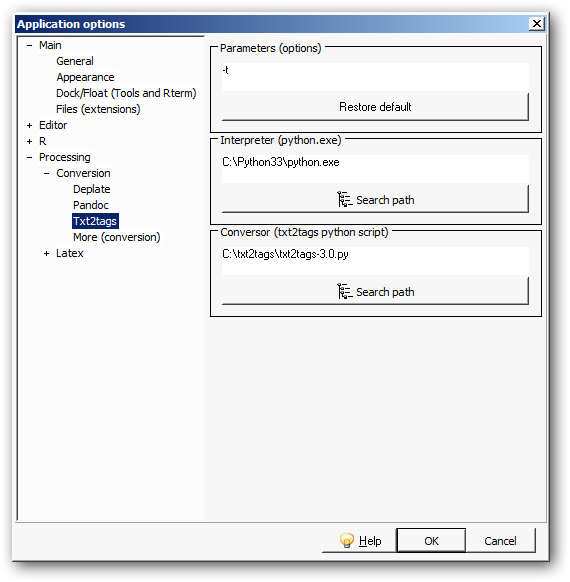 Application options
− Main
General
Appearance
Dock/Float (Tools and Rterm)
Files (extensions)
+ Editor
+ R
− Processing
− Conversion
Deplate
Pandoc
Txt2tags
More (conversion)
+ Latex
Parameters (options)
-t
Restore default
Interpreter (python.exe)
C:\Python33\python.exe
Search path
Conversor (txt2tags python script)
C:\txt2tags\txt2tags-3.0.py
Search path
Help
OK
Cancel